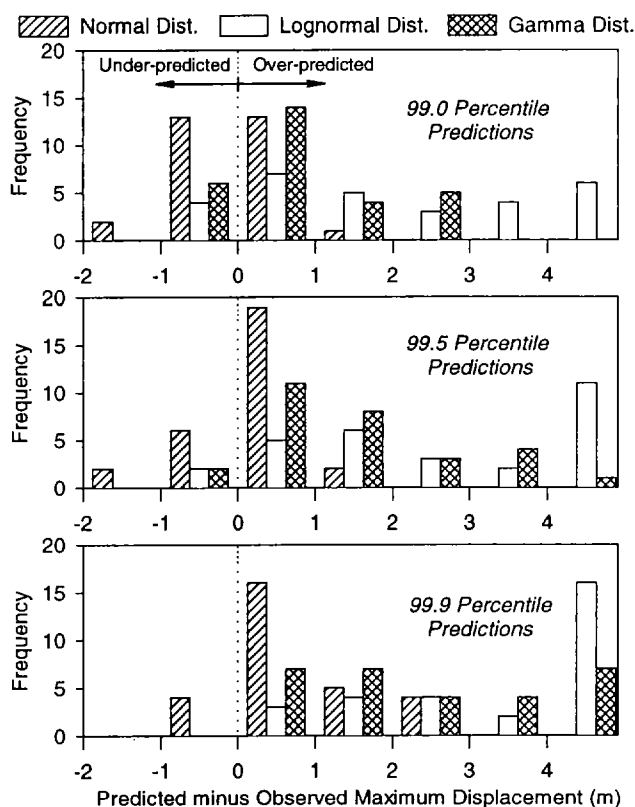 Normal Dist. Lognormal Dist. Gamma Dist.
Under-predicted Over-predicted
99.0 Percentile
Predictions
Frequency
20
15
10
5
0
-2 -1 0 1 2 3 4
99.5 Percentile
Predictions
Frequency
20
15
10
5
0
-2 -1 0 1 2 3 4
99.9 Percentile
Predictions
Frequency
20
15
10
5
0
-2 -1 0 1 2 3 4
Predicted minus Observed Maximum Displacement (m)